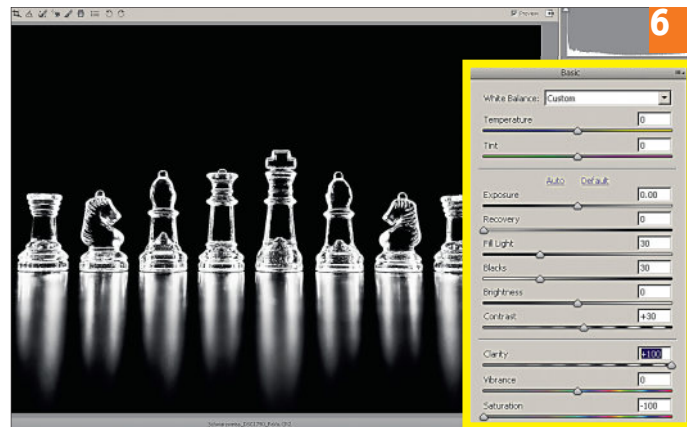 Preview
6
Basic
White Balance: Custom
Temperature 0
Tint 0
Auto Default
Exposure 0.00
Recovery 0
Fill Light 30
Blacks 30
Brightness 0
Contrast +30
Clarity +100
Vibrance 0
Saturation -100